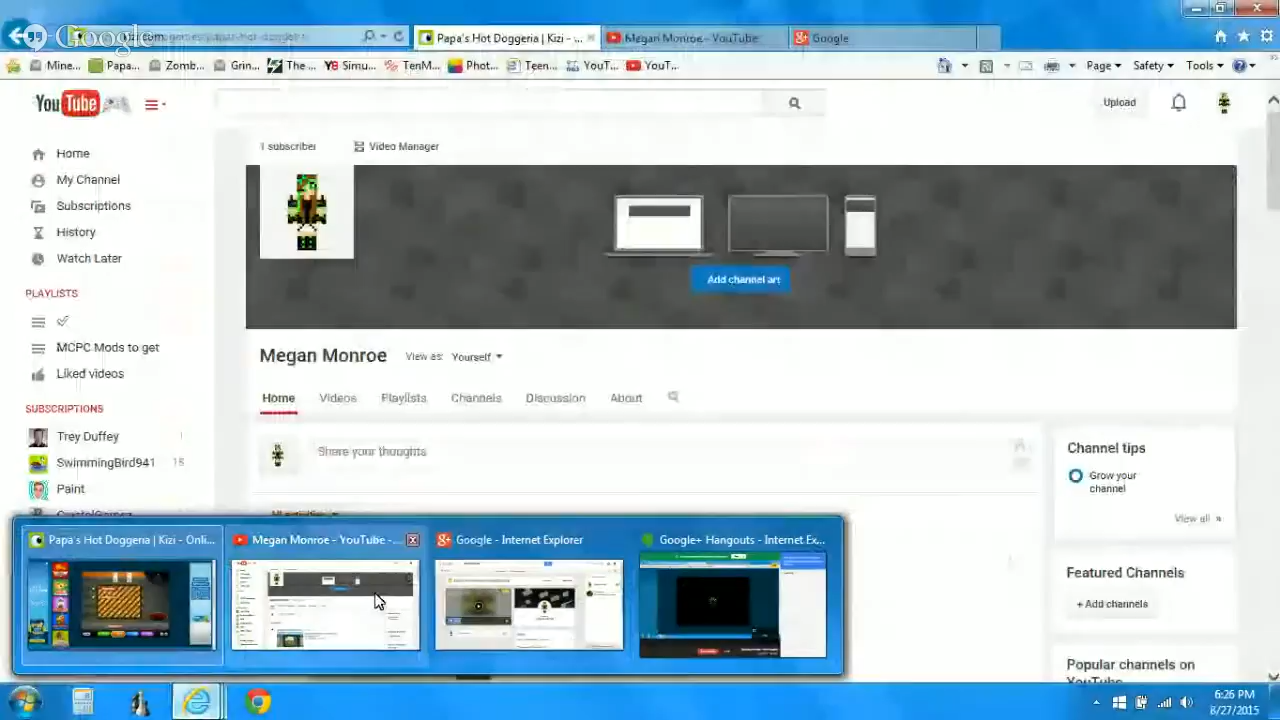 Google
Papa's Hot Doggeria | Kizi - ...
Megan Monroe - YouTube
Google
Mine...
Papa...
Zomb...
Grin...
The ...
Simu...
TenM...
Phot...
Teen...
YouT...
YouT...
Page
Safety
Tools
YouTube
Upload
1 subscriber
Video Manager
Home
My Channel
Subscriptions
History
Watch Later
PLAYLISTS
MCPC Mods to get
Liked videos
SUBSCRIPTIONS
Trey Duffey 1
SwimmingBird941 15
Paint
Add channel art
Megan Monroe
View as: Yourself
Home
Videos
Playlists
Channels
Discussion
About
Share your thoughts
Channel tips
Grow your
channel
View all »
Featured Channels
+ Add channels
Popular channels on
YouTube
Papa's Hot Doggeria | Kizi - Onli...
Megan Monroe - YouTube - ...
Google - Internet Explorer
Google+ Hangouts - Internet Ex...
6:26 PM
8/27/2015